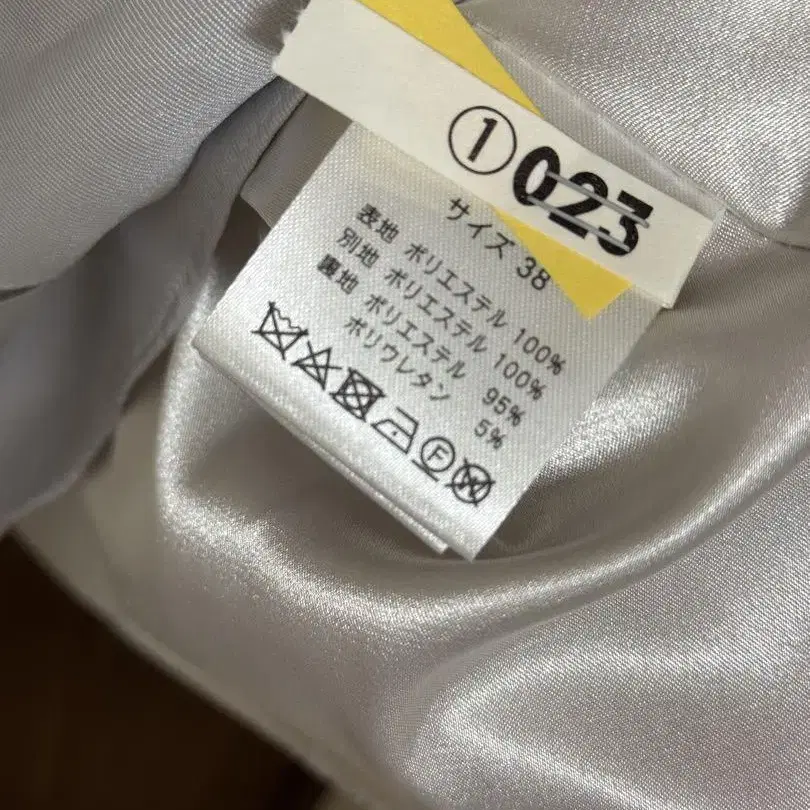 ①023
サイズ 38
表地 ポリエステル 100%
別地 ポリエステル 100%
裏地 ポリエステル 95%
ポリウレタン 5%
F
W